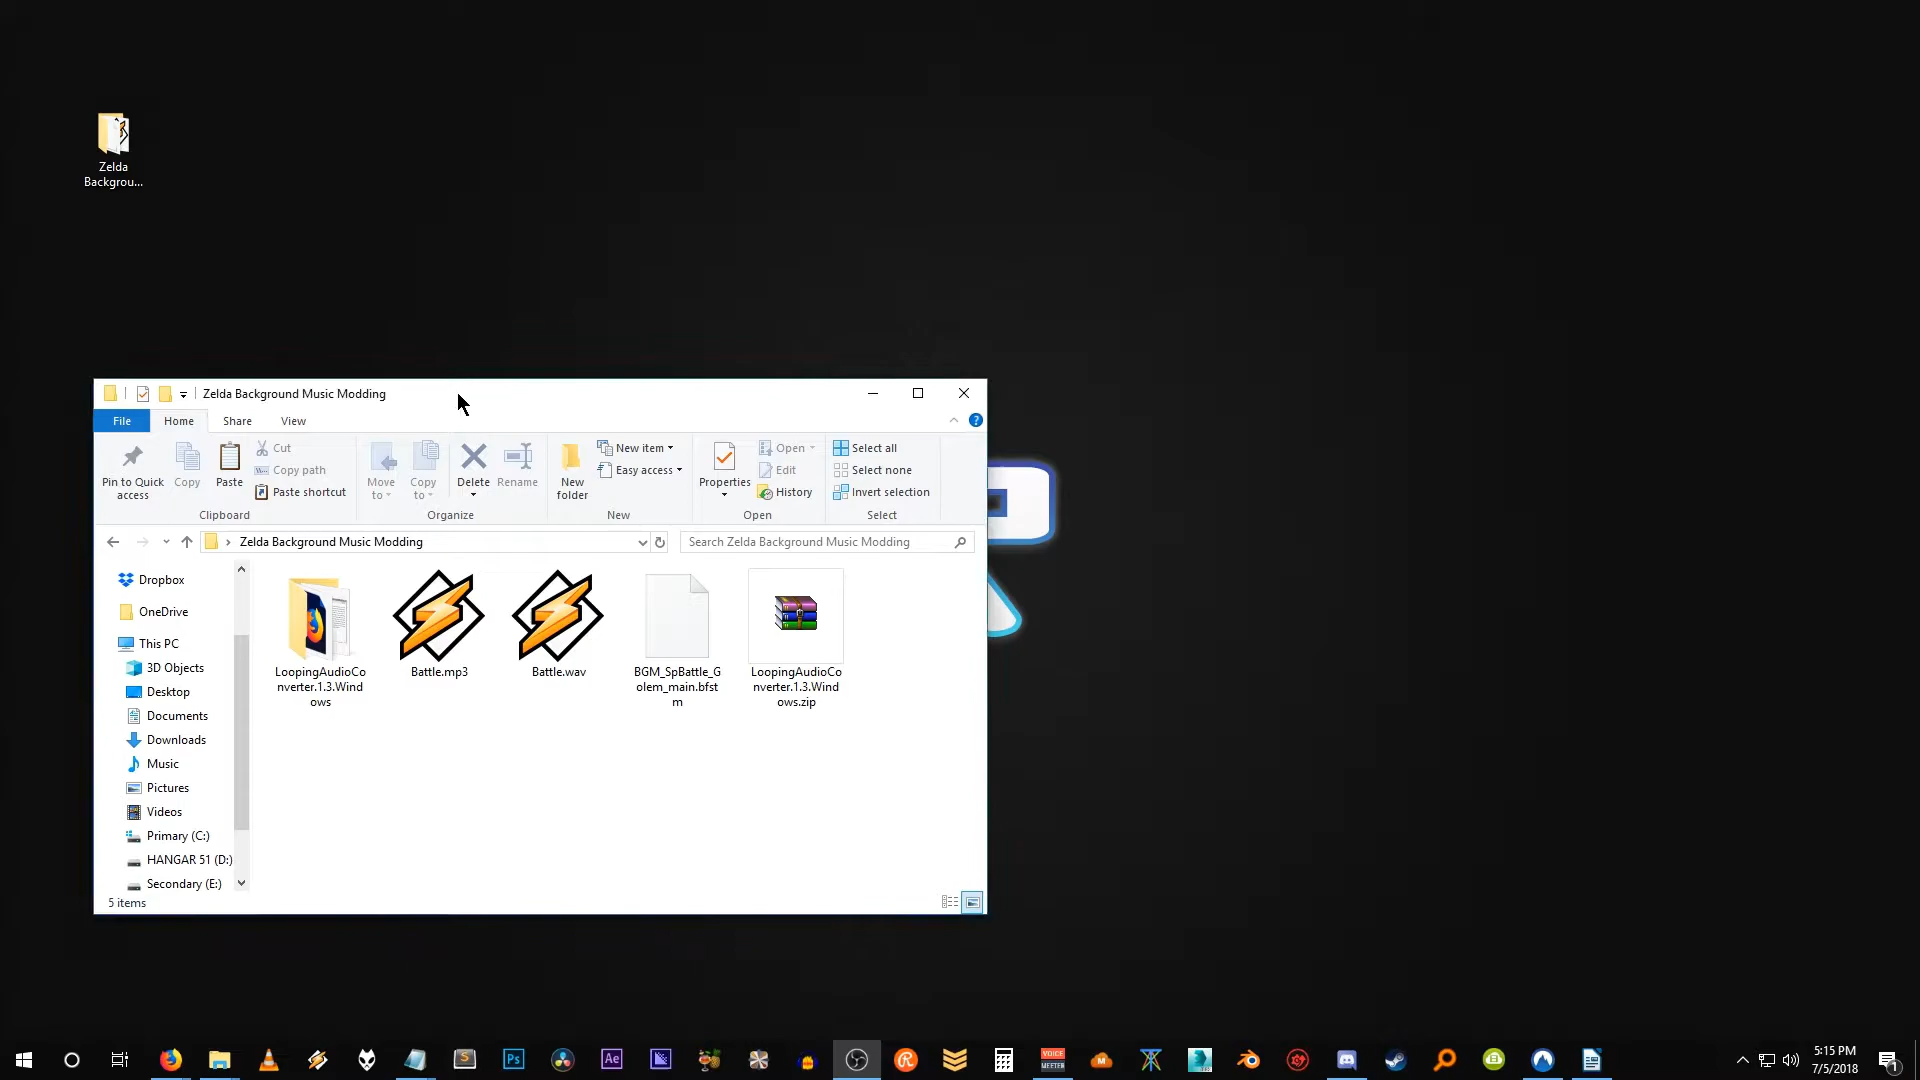 Zelda
Backgrou...
Zelda Background Music Modding
File
Home
Share
View
Pin to Quick
access
Copy
Paste
Cut
Copy path
Paste shortcut
Clipboard
Move
to
Copy
to
Delete
Rename
Organize
New
folder
New item
Easy access
New
Properties
Open
Edit
History
Open
Select all
Select none
Invert selection
Select
Zelda Background Music Modding
Search Zelda Background Music Modding
Dropbox
OneDrive
This PC
3D Objects
Desktop
Documents
Downloads
Music
Pictures
Videos
Primary (C:)
HANGAR 51 (D:)
Secondary (E:)
LoopingAudioCo
nverter.1.3.Wind
ows
Battle.mp3
Battle.wav
BGM_SpBattle_G
olem_main.bfst
m
LoopingAudioCo
nverter.1.3.Wind
ows.zip
5 items
S
Ps
Ae
R
VOICE
MEETER
M
5:15 PM
7/5/2018
1